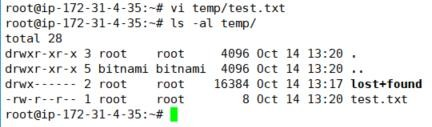 root@ip-172-31-4-35:~# vi temp/test.txt
root@ip-172-31-4-35:~# ls -al temp/
total 28
drwxr-xr-x 3 root    root     4096 Oct 14 13:20 .
drwxr-xr-x 5 bitnami bitnami  4096 Oct 14 13:20 ..
drwx------ 2 root    root    16384 Oct 14 13:17 lost+found
-rw-r--r-- 1 root    root        8 Oct 14 13:20 test.txt
root@ip-172-31-4-35:~#